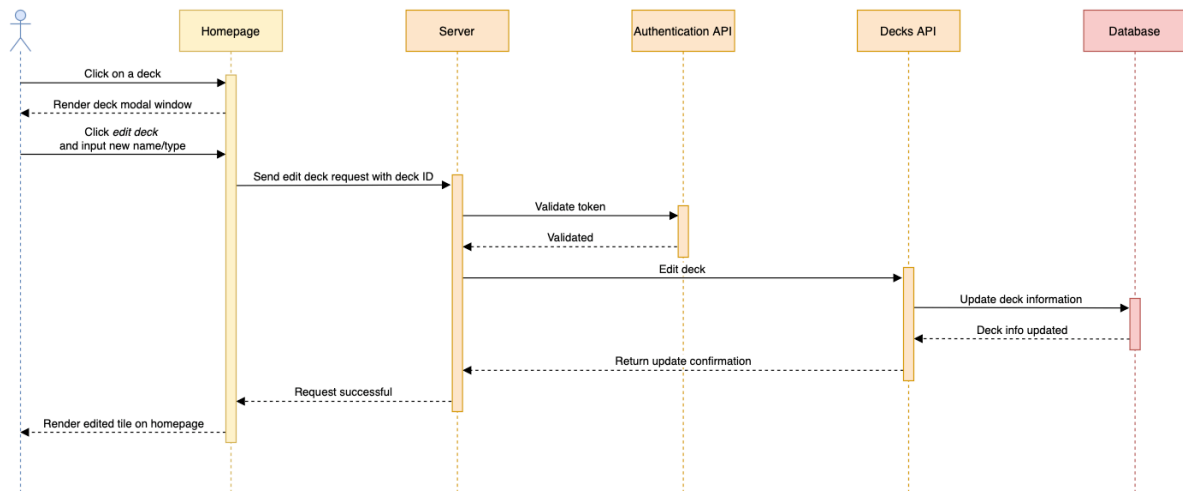 Homepage
Server
Authentication API
Decks API
Database
Click on a deck
Render deck modal window
Click edit deck
and input new name/type
Send edit deck request with deck ID
Validate token
Validated
Edit deck
Update deck information
Deck info updated
Return update confirmation
Request successful
Render edited tile on homepage